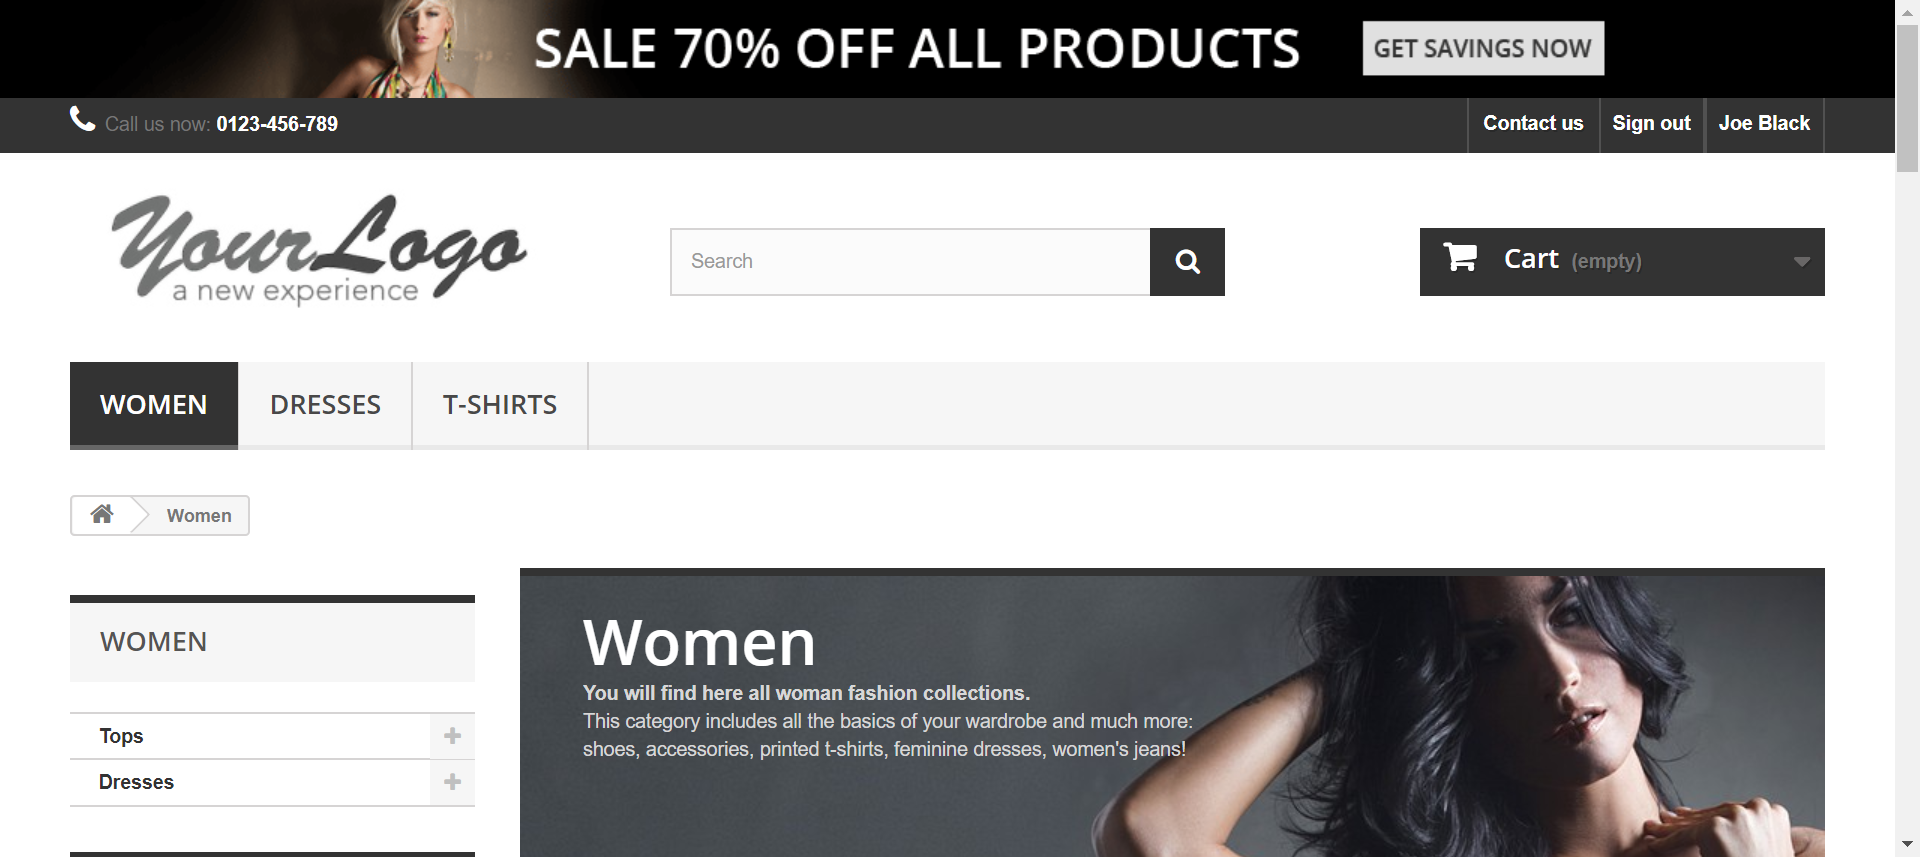 SALE 70% OFF ALL PRODUCTS GET SAVINGS NOW
Call us now: 0123-456-789 Contact us Sign out Joe Black
Your Logo
a new experience
Search
Cart (empty)
WOMEN DRESSES T-SHIRTS
Women
WOMEN
Tops
Dresses
Women
You will find here all woman fashion collections.
This category includes all the basics of your wardrobe and much more:
shoes, accessories, printed t-shirts, feminine dresses, women's jeans!